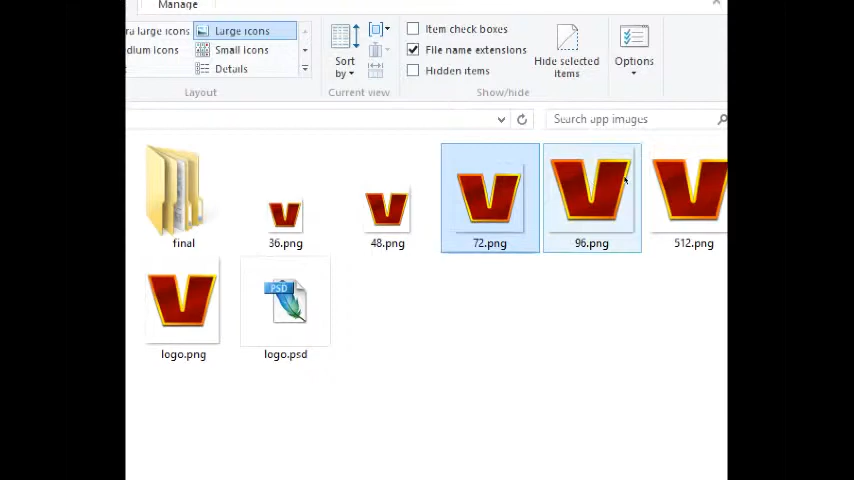 Manage
ra large icons
Large icons
dium icons
Small icons
Details
Layout
Sort by
Current view
Item check boxes
File name extensions
Hidden items
Hide selected items
Show/hide
Options
Search app images
final
36.png
48.png
72.png
96.png
512.png
logo.png
PSD
logo.psd